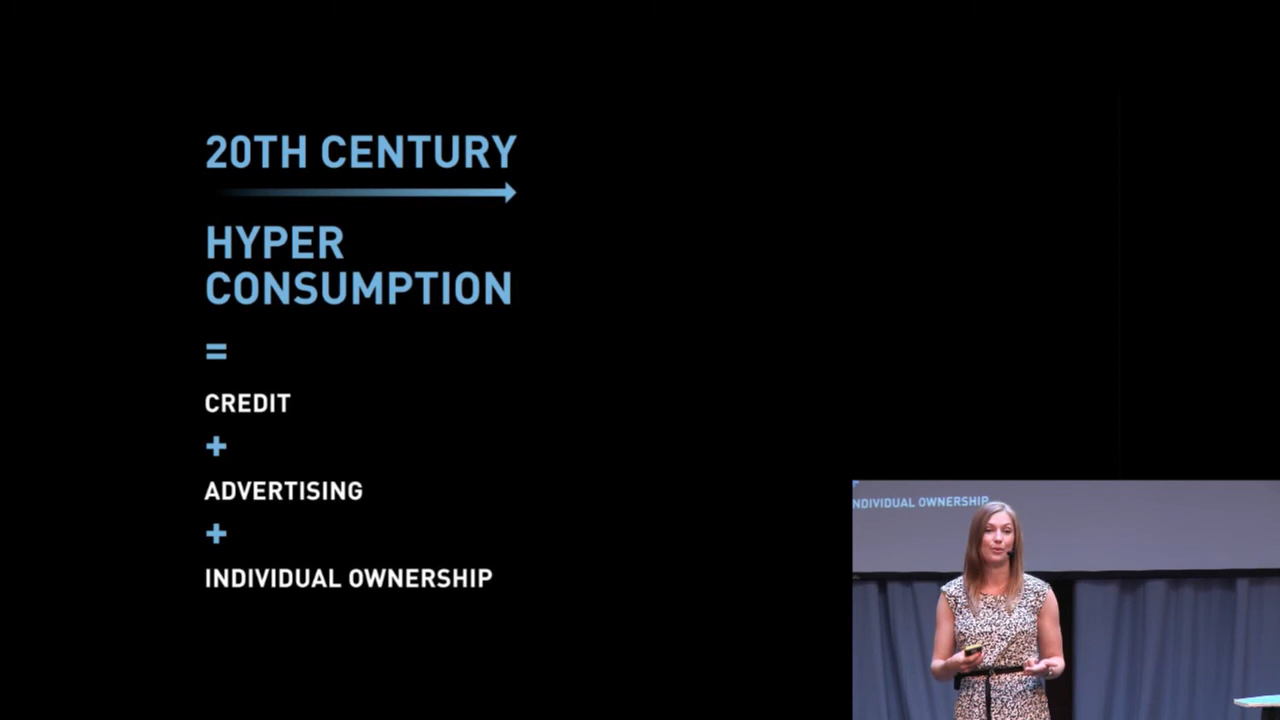 20TH CENTURY
HYPER
CONSUMPTION
=
CREDIT
+
ADVERTISING
+
INDIVIDUAL OWNERSHIP
INDIVIDUAL OWNERSHIP